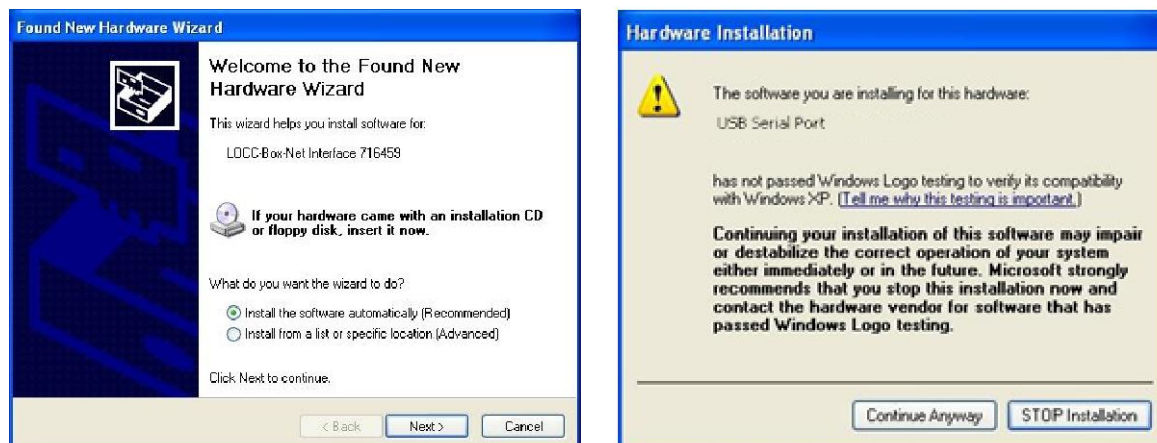 Found New Hardware Wizard
Welcome to the Found New
Hardware Wizard
This wizard helps you install software for:
LOCC-Box-Net Interface 716459
If your hardware came with an installation CD
or floppy disk, insert it now.
What do you want the wizard to do?
Install the software automatically (Recommended)
Install from a list or specific location (Advanced)
Click Next to continue.
< Back
Next >
Cancel
Hardware Installation
The software you are installing for this hardware:
USB Serial Port
has not passed Windows Logo testing to verify its compatibility
with Windows XP. (Tell me why this testing is important.)
Continuing your installation of this software may impair
or destabilize the correct operation of your system
either immediately or in the future. Microsoft strongly
recommends that you stop this installation now and
contact the hardware vendor for software that has
passed Windows Logo testing.
Continue Anyway
STOP Installation